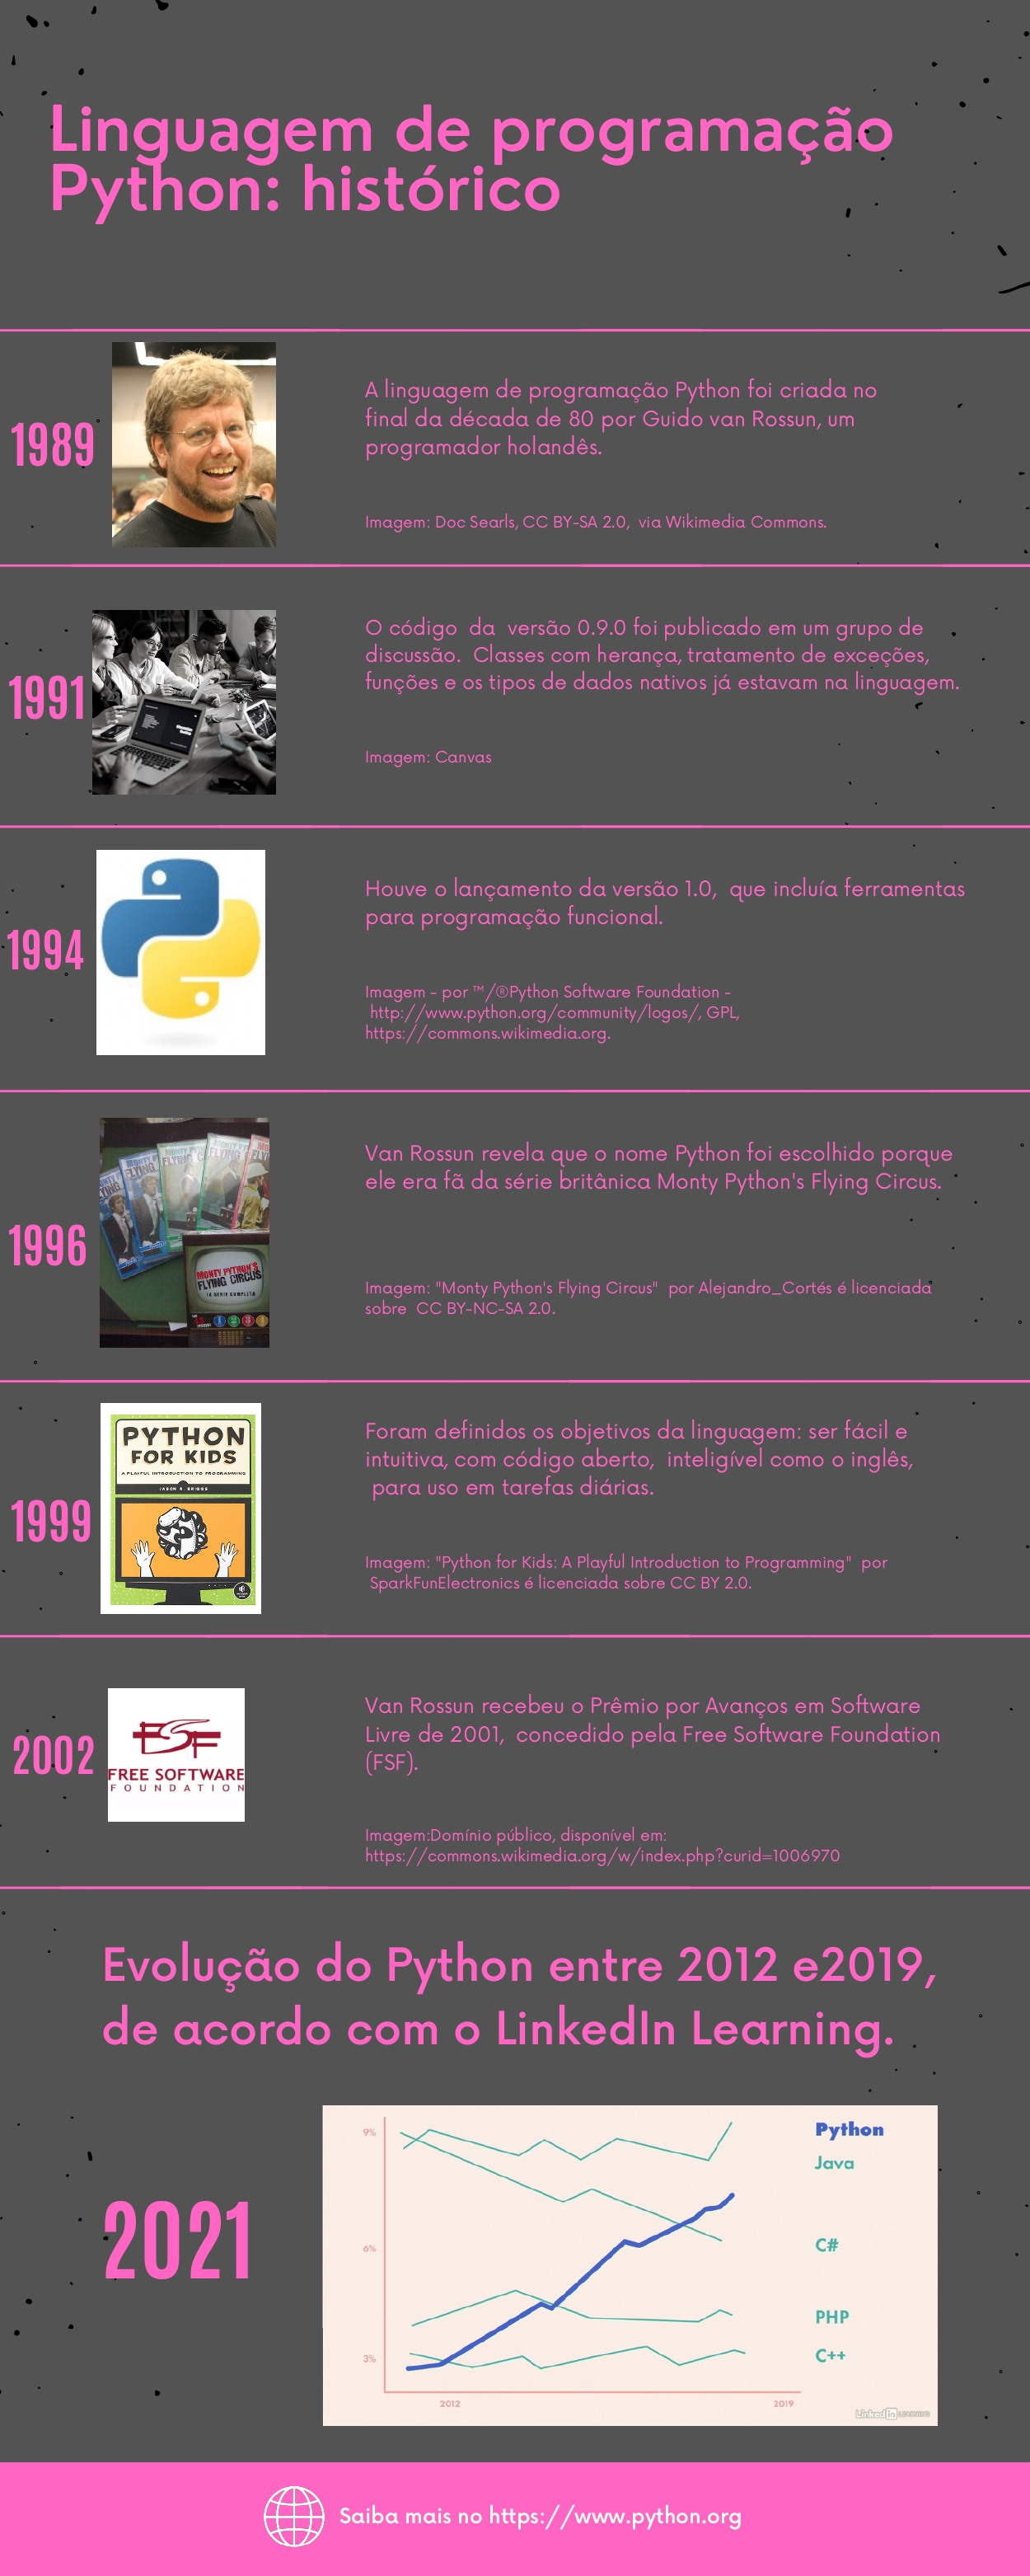 Linguagem de programação
Python: histórico
1989
A linguagem de programação Python foi criada no
final da década de 80 por Guido van Rossun, um
programador holandês.
Imagem: Doc Searls, CC BY-SA 2.0,  via Wikimedia Commons.
1991
O código  da  versão 0.9.0 foi publicado em um grupo de
discussão.  Classes com herança, tratamento de exceções,
funções e os tipos de dados nativos já estavam na linguagem.
Imagem: Canvas
1994
Houve o lançamento da versão 1.0,  que incluía ferramentas
para programação funcional.
Imagem - por ™/®Python Software Foundation -
http://www.python.org/community/logos/, GPL,
https://commons.wikimedia.org.
1996
MONTY PYTHON'S
FLYING CIRCUS
LA SERIE COMPLETA
Van Rossun revela que o nome Python foi escolhido porque
ele era fã da série britânica Monty Python's Flying Circus.
Imagem: "Monty Python's Flying Circus"  por Alejandro_Cortés é licenciada
sobre  CC BY-NC-SA 2.0.
1999
PYTHON
FOR KIDS
A PLAYFUL INTRODUCTION TO PROGRAMMING
JASON R. BRIGGS
Foram definidos os objetivos da linguagem: ser fácil e
intuitiva, com código aberto,  inteligível como o inglês,
para uso em tarefas diárias.
Imagem: "Python for Kids: A Playful Introduction to Programming"  por
SparkFunElectronics é licenciada sobre CC BY 2.0.
2002
FSF
FREE SOFTWARE
FOUNDATION
Van Rossun recebeu o Prêmio por Avanços em Software
Livre de 2001,  concedido pela Free Software Foundation
(FSF).
Imagem:Domínio público, disponível em:
https://commons.wikimedia.org/w/index.php?curid=1006970
Evolução do Python entre 2012 e2019,
de acordo com o LinkedIn Learning.
2021
9%
6%
3%
2012
2019
Python
Java
C#
PHP
C++
LinkedIn LEARNING
Saiba mais no https://www.python.org